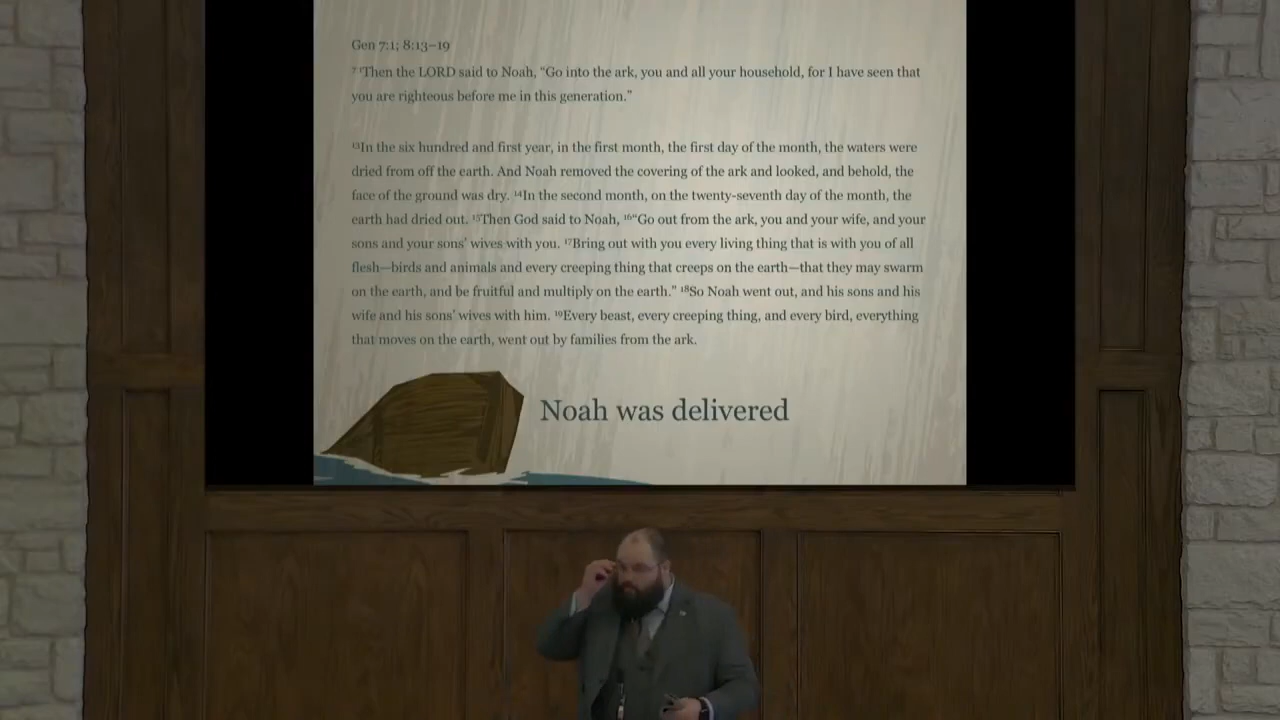 Gen 7:1; 8:13–19
⁷ ¹Then the LORD said to Noah, “Go into the ark, you and all your household, for I have seen that
you are righteous before me in this generation.”
¹³In the six hundred and first year, in the first month, the first day of the month, the waters were
dried from off the earth. And Noah removed the covering of the ark and looked, and behold, the
face of the ground was dry. ¹⁴In the second month, on the twenty-seventh day of the month, the
earth had dried out. ¹⁵Then God said to Noah, ¹⁶“Go out from the ark, you and your wife, and your
sons and your sons’ wives with you. ¹⁷Bring out with you every living thing that is with you of all
flesh—birds and animals and every creeping thing that creeps on the earth—that they may swarm
on the earth, and be fruitful and multiply on the earth.” ¹⁸So Noah went out, and his sons and his
wife and his sons’ wives with him. ¹⁹Every beast, every creeping thing, and every bird, everything
that moves on the earth, went out by families from the ark.
Noah was delivered